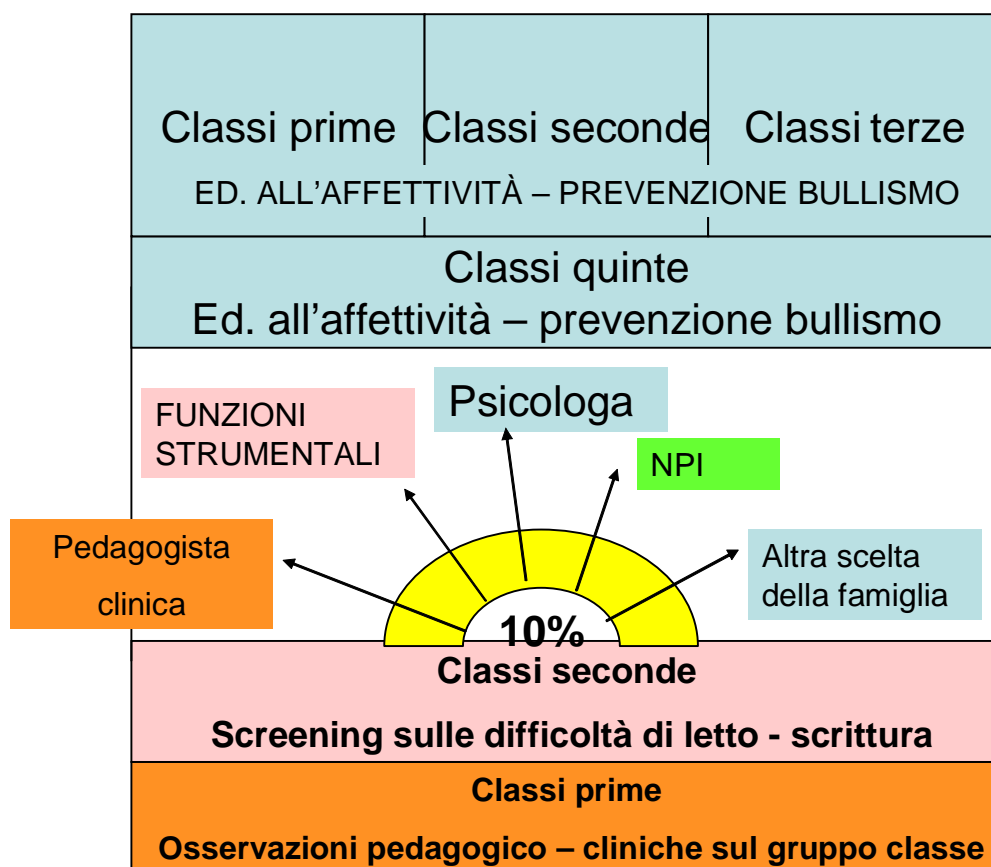 Classi prime
Classi seconde
Classi terze
ED. ALL'AFFETTIVITÀ – PREVENZIONE BULLISMO
Classi quinte
Ed. all'affettività – prevenzione bullismo
FUNZIONI
STRUMENTALI
Psicologa
NPI
Pedagogista
clinica
Altra scelta
della famiglia
10%
Classi seconde
Screening sulle difficoltà di letto - scrittura
Classi prime
Osservazioni pedagogico – cliniche sul gruppo classe